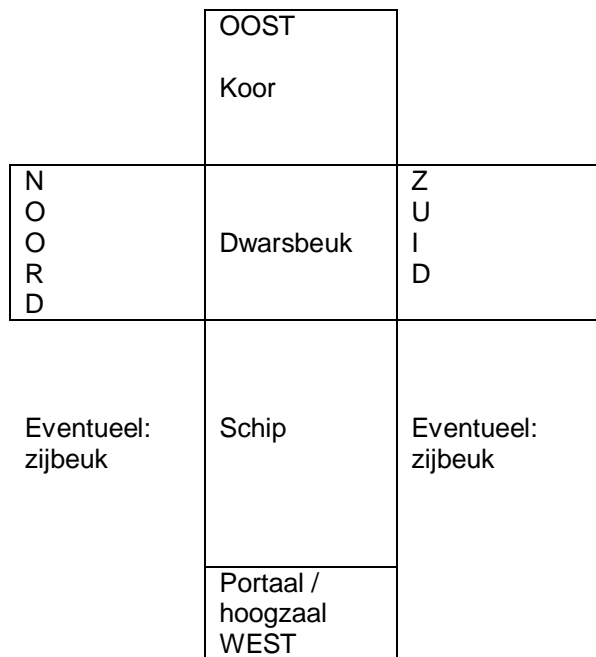 OOST
Koor
N
O
O
R
D
Dwarsbeuk
Z
U
I
D
Eventueel:
zijbeuk
Schip
Eventueel:
zijbeuk
Portaal /
hoogzaal
WEST